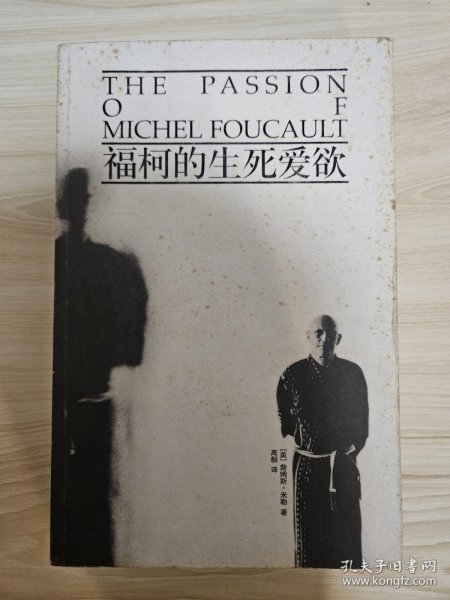 THE PASSION
O F
MICHEL FOUCAULT
福柯的生死爱欲
[美]詹姆斯·米勒 著
高毅 译
孔夫子旧书网
www.kongfz.com